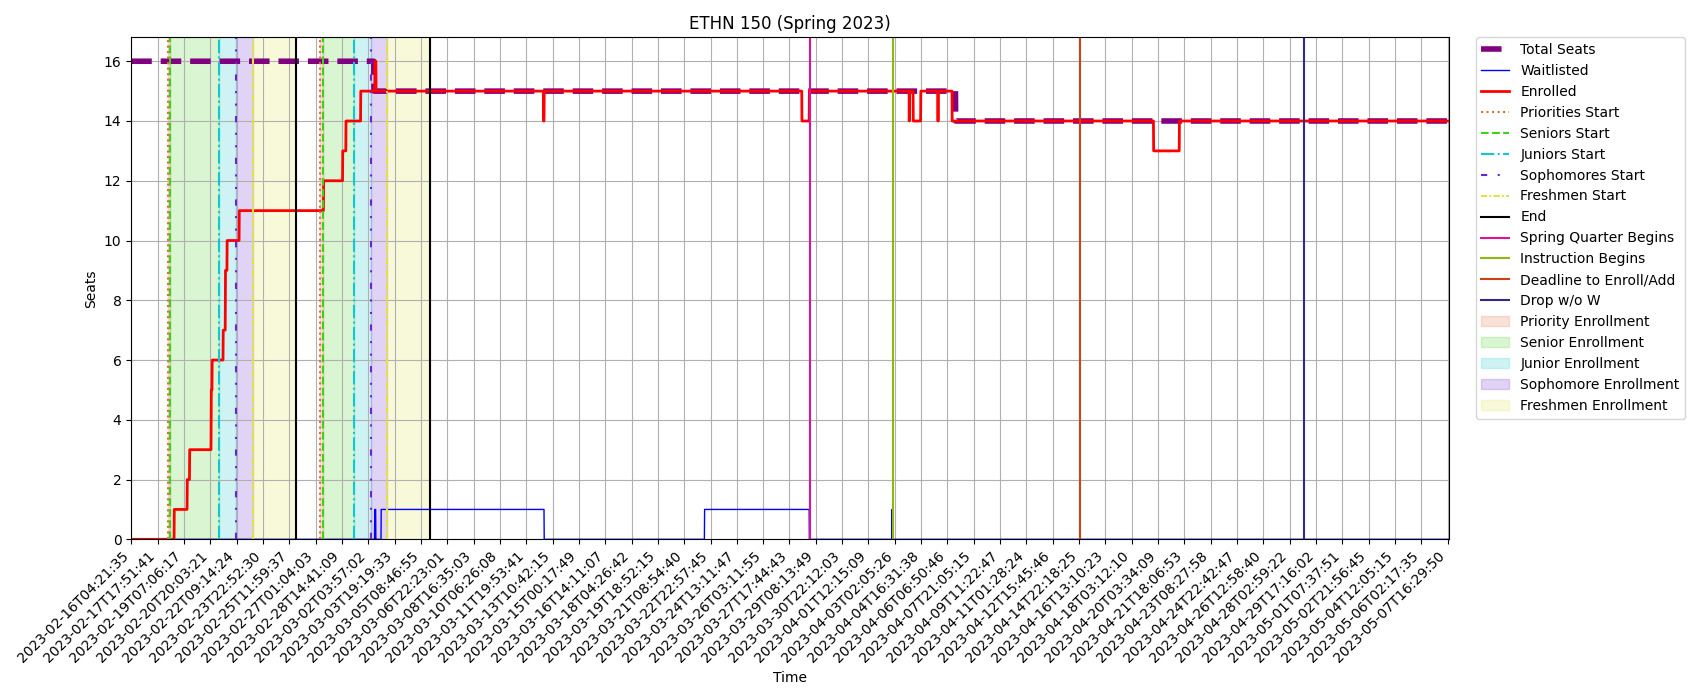 ETHN 150 (Spring 2023)
Seats
16
14
12
10
8
6
4
2
0
2023-02-16T04:21:35
2023-02-17T17:51:41
2023-02-19T07:06:17
2023-02-20T20:03:21
2023-02-22T09:14:24
2023-02-23T22:52:30
2023-02-25T11:59:37
2023-02-27T01:04:03
2023-02-28T14:41:09
2023-03-02T03:57:02
2023-03-03T19:19:33
2023-03-05T08:46:55
2023-03-06T22:23:01
2023-03-08T16:35:03
2023-03-10T06:26:08
2023-03-11T19:53:41
2023-03-13T10:42:15
2023-03-15T00:17:49
2023-03-16T14:11:07
2023-03-18T04:26:42
2023-03-19T18:52:15
2023-03-21T08:54:40
2023-03-22T22:57:45
2023-03-24T13:11:47
2023-03-26T03:11:55
2023-03-27T17:44:43
2023-03-29T08:13:49
2023-03-30T22:12:03
2023-04-01T12:15:09
2023-04-03T02:05:26
2023-04-04T16:31:38
2023-04-06T06:50:46
2023-04-07T21:05:15
2023-04-09T11:22:47
2023-04-11T01:28:24
2023-04-12T15:45:46
2023-04-14T22:18:25
2023-04-16T13:10:23
2023-04-18T03:12:10
2023-04-20T03:34:09
2023-04-21T18:06:53
2023-04-23T08:27:58
2023-04-24T22:42:47
2023-04-26T12:58:40
2023-04-28T02:59:22
2023-04-29T17:16:02
2023-05-01T07:37:51
2023-05-02T21:56:45
2023-05-04T12:05:15
2023-05-06T02:17:35
2023-05-07T16:29:50
Time
Total Seats
Waitlisted
Enrolled
Priorities Start
Seniors Start
Juniors Start
Sophomores Start
Freshmen Start
End
Spring Quarter Begins
Instruction Begins
Deadline to Enroll/Add
Drop w/o W
Priority Enrollment
Senior Enrollment
Junior Enrollment
Sophomore Enrollment
Freshmen Enrollment